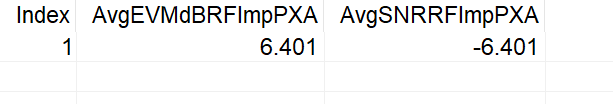 Index AvgEVMdBRFImpPXA AvgSNRRFImpPXA
1 6.401 -6.401